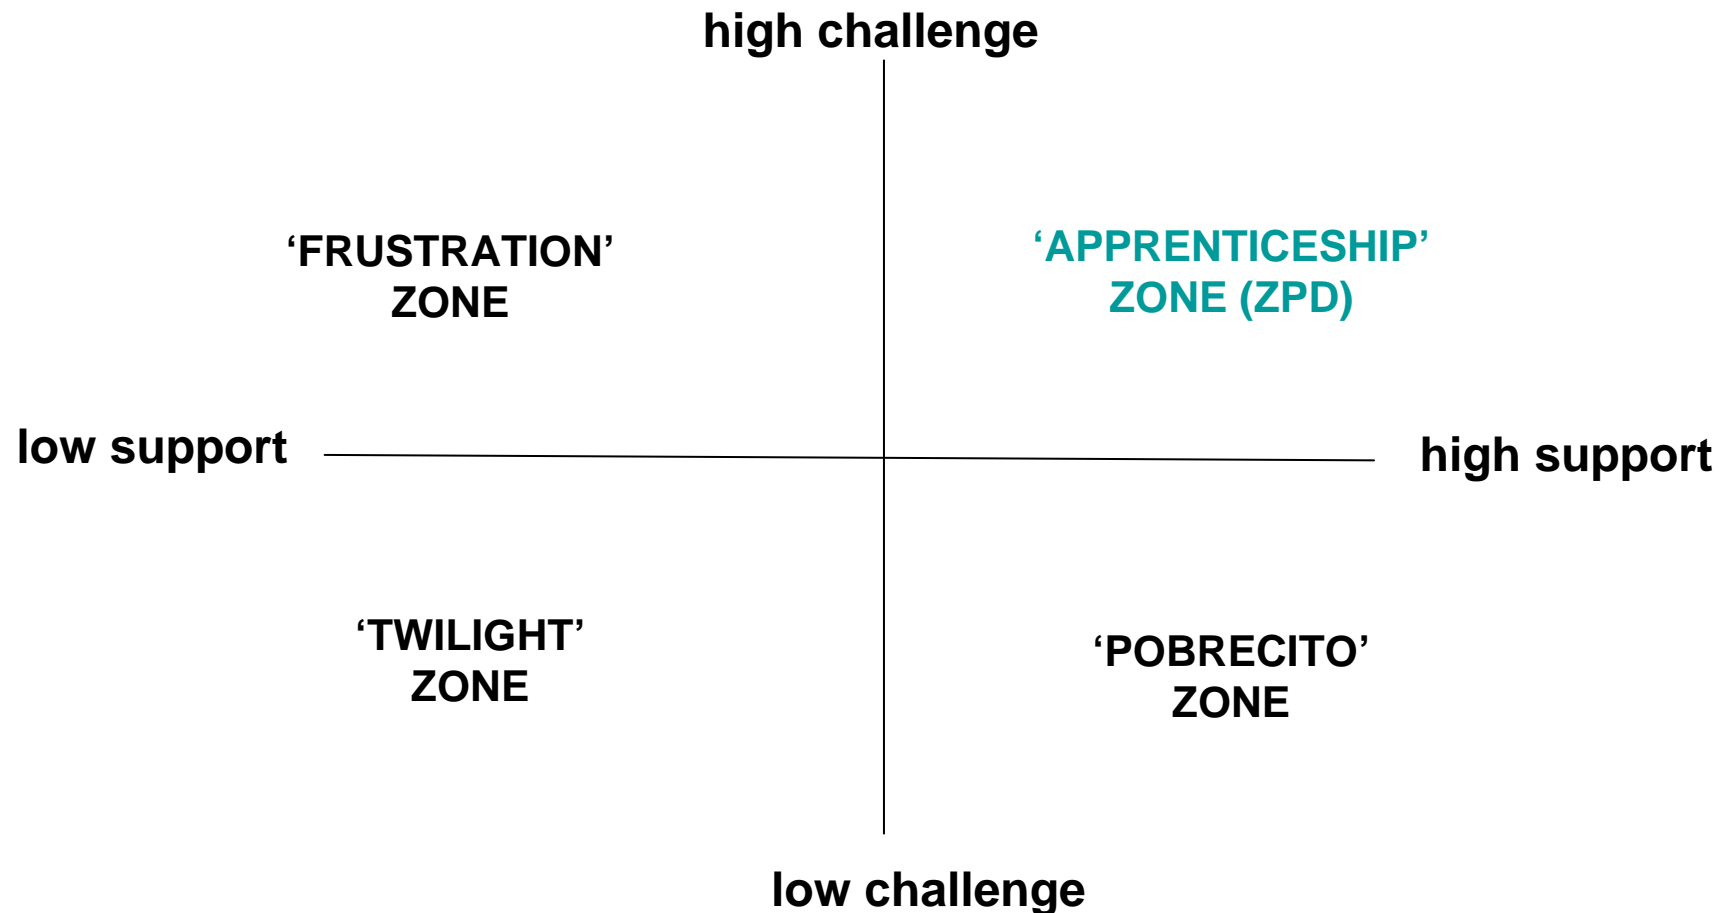 high challenge
‘FRUSTRATION’
ZONE
‘APPRENTICESHIP’
ZONE (ZPD)
low support
high support
‘TWILIGHT’
ZONE
‘POBRECITO’
ZONE
low challenge